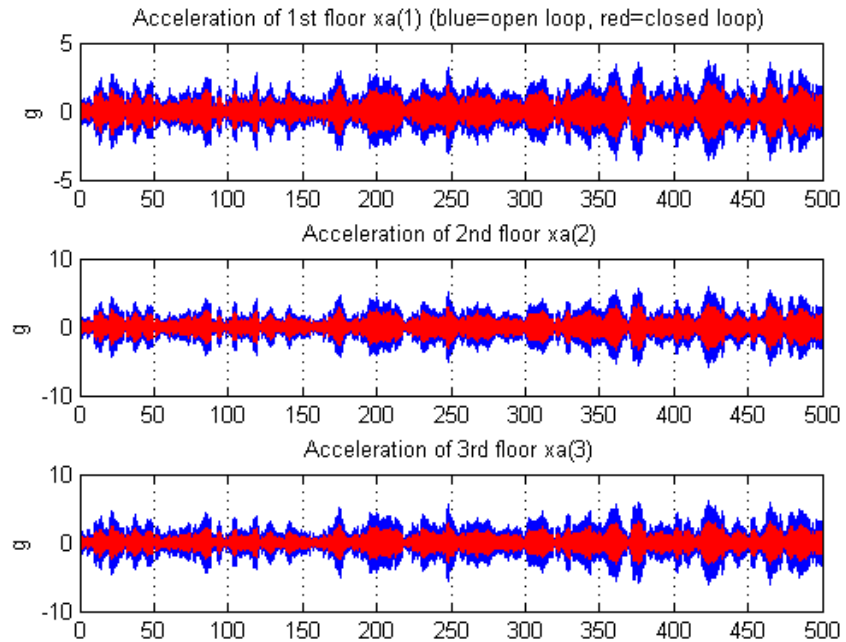 Acceleration of 1st floor xa(1) (blue=open loop, red=closed loop)
5
0
-5
g
0 50 100 150 200 250 300 350 400 450 500
Acceleration of 2nd floor xa(2)
10
0
-10
g
0 50 100 150 200 250 300 350 400 450 500
Acceleration of 3rd floor xa(3)
10
0
-10
g
0 50 100 150 200 250 300 350 400 450 500